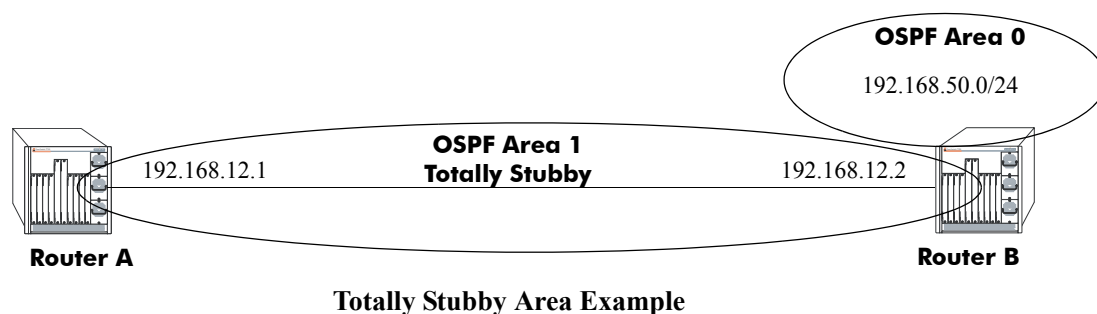 OSPF Area 0
192.168.50.0/24
OSPF Area 1
Totally Stubby
192.168.12.1
192.168.12.2
Router A
Router B
Totally Stubby Area Example